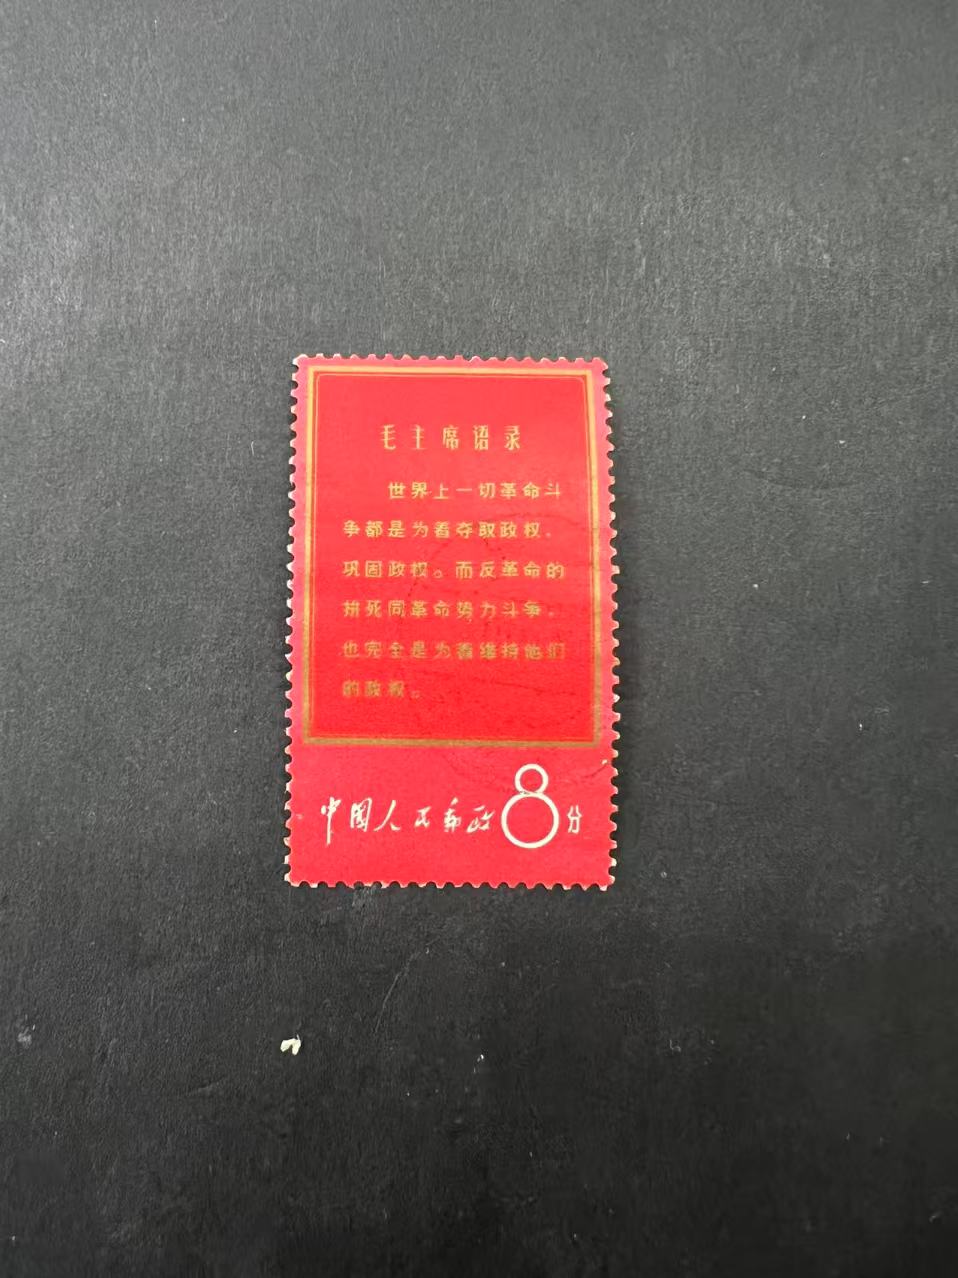 毛主席语录
世界上一切革命斗
争都是为着夺取政权，
巩固政权。而反革命的
拚死同革命势力斗争，
也完全是为着维持他们
的政权。
中国人民邮政8分